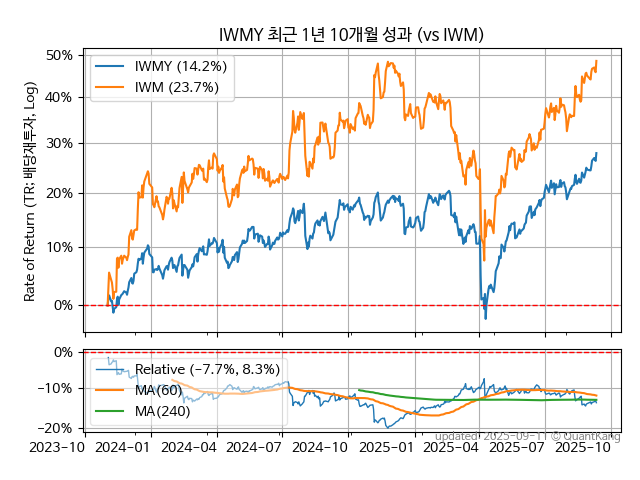 IWMY 최근 1년 10개월 성과 (vs IWM)
Rate of Return (TR: 배당재투자, Log)
50%
40%
30%
20%
10%
0%
IWMY (14.2%)
IWM (23.7%)
0%
−10%
−20%
Relative (−7.7%, 8.3%)
MA(60)
MA(240)
2023-10 2024-01 2024-04 2024-07 2024-10 2025-01 2025-04 2025-07 2025-10
updated: 2025-09-11 © QuantKang